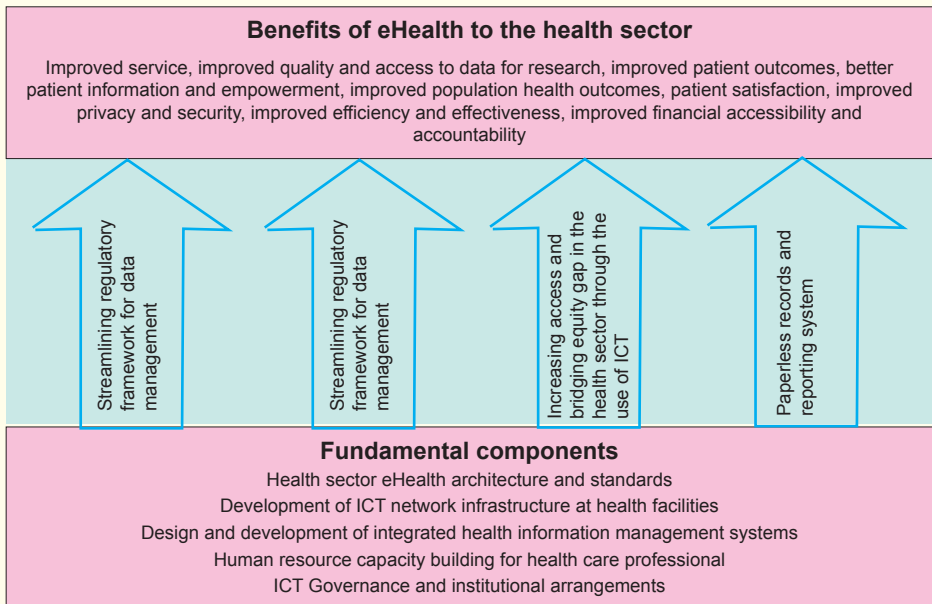 Benefits of eHealth to the health sector
Improved service, improved quality and access to data for research, improved patient outcomes, better
patient information and empowerment, improved population health outcomes, patient satisfaction, improved
privacy and security, improved efficiency and effectiveness, improved financial accessibility and
accountability
Streamlining regulatory
framework for data
management
Streamlining regulatory
framework for data
management
Increasing access and
bridging equity gap in the
health sector through the
use of ICT
Paperless records and
reporting system
Fundamental components
Health sector eHealth architecture and standards
Development of ICT network infrastructure at health facilities
Design and development of integrated health information management systems
Human resource capacity building for health care professional
ICT Governance and institutional arrangements